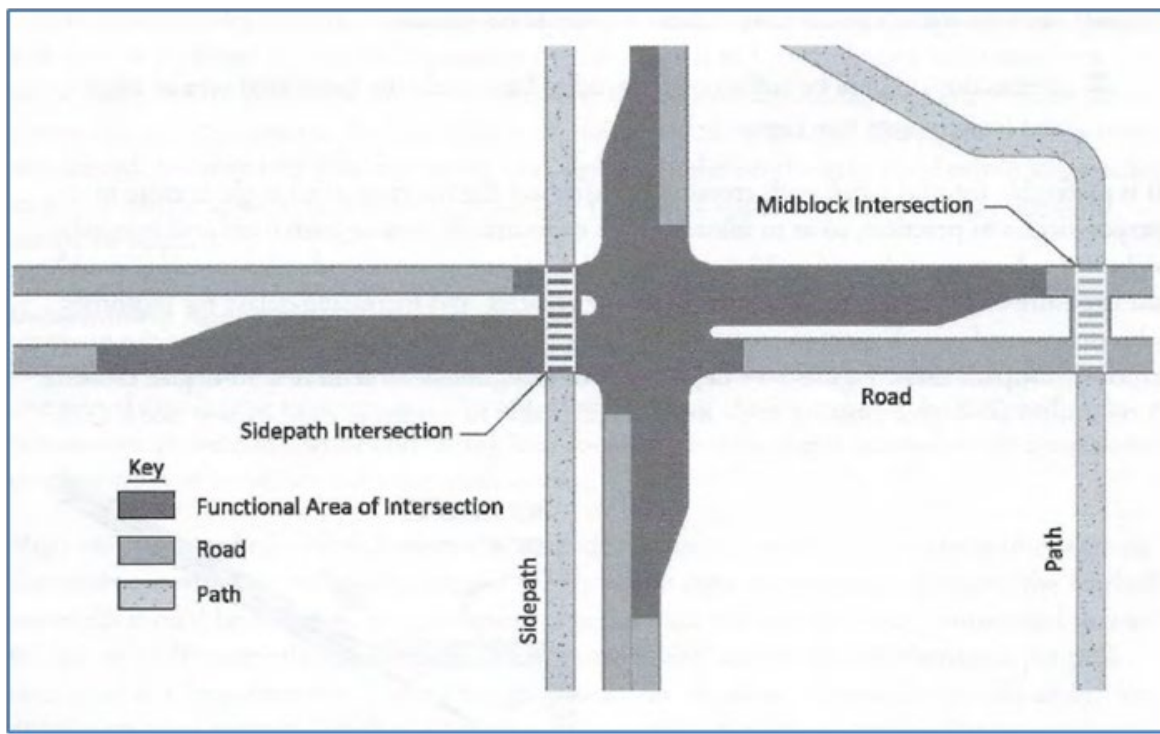 Midblock Intersection
Road
Sidepath Intersection
Key
Functional Area of Intersection
Road
Path
Sidepath
Path